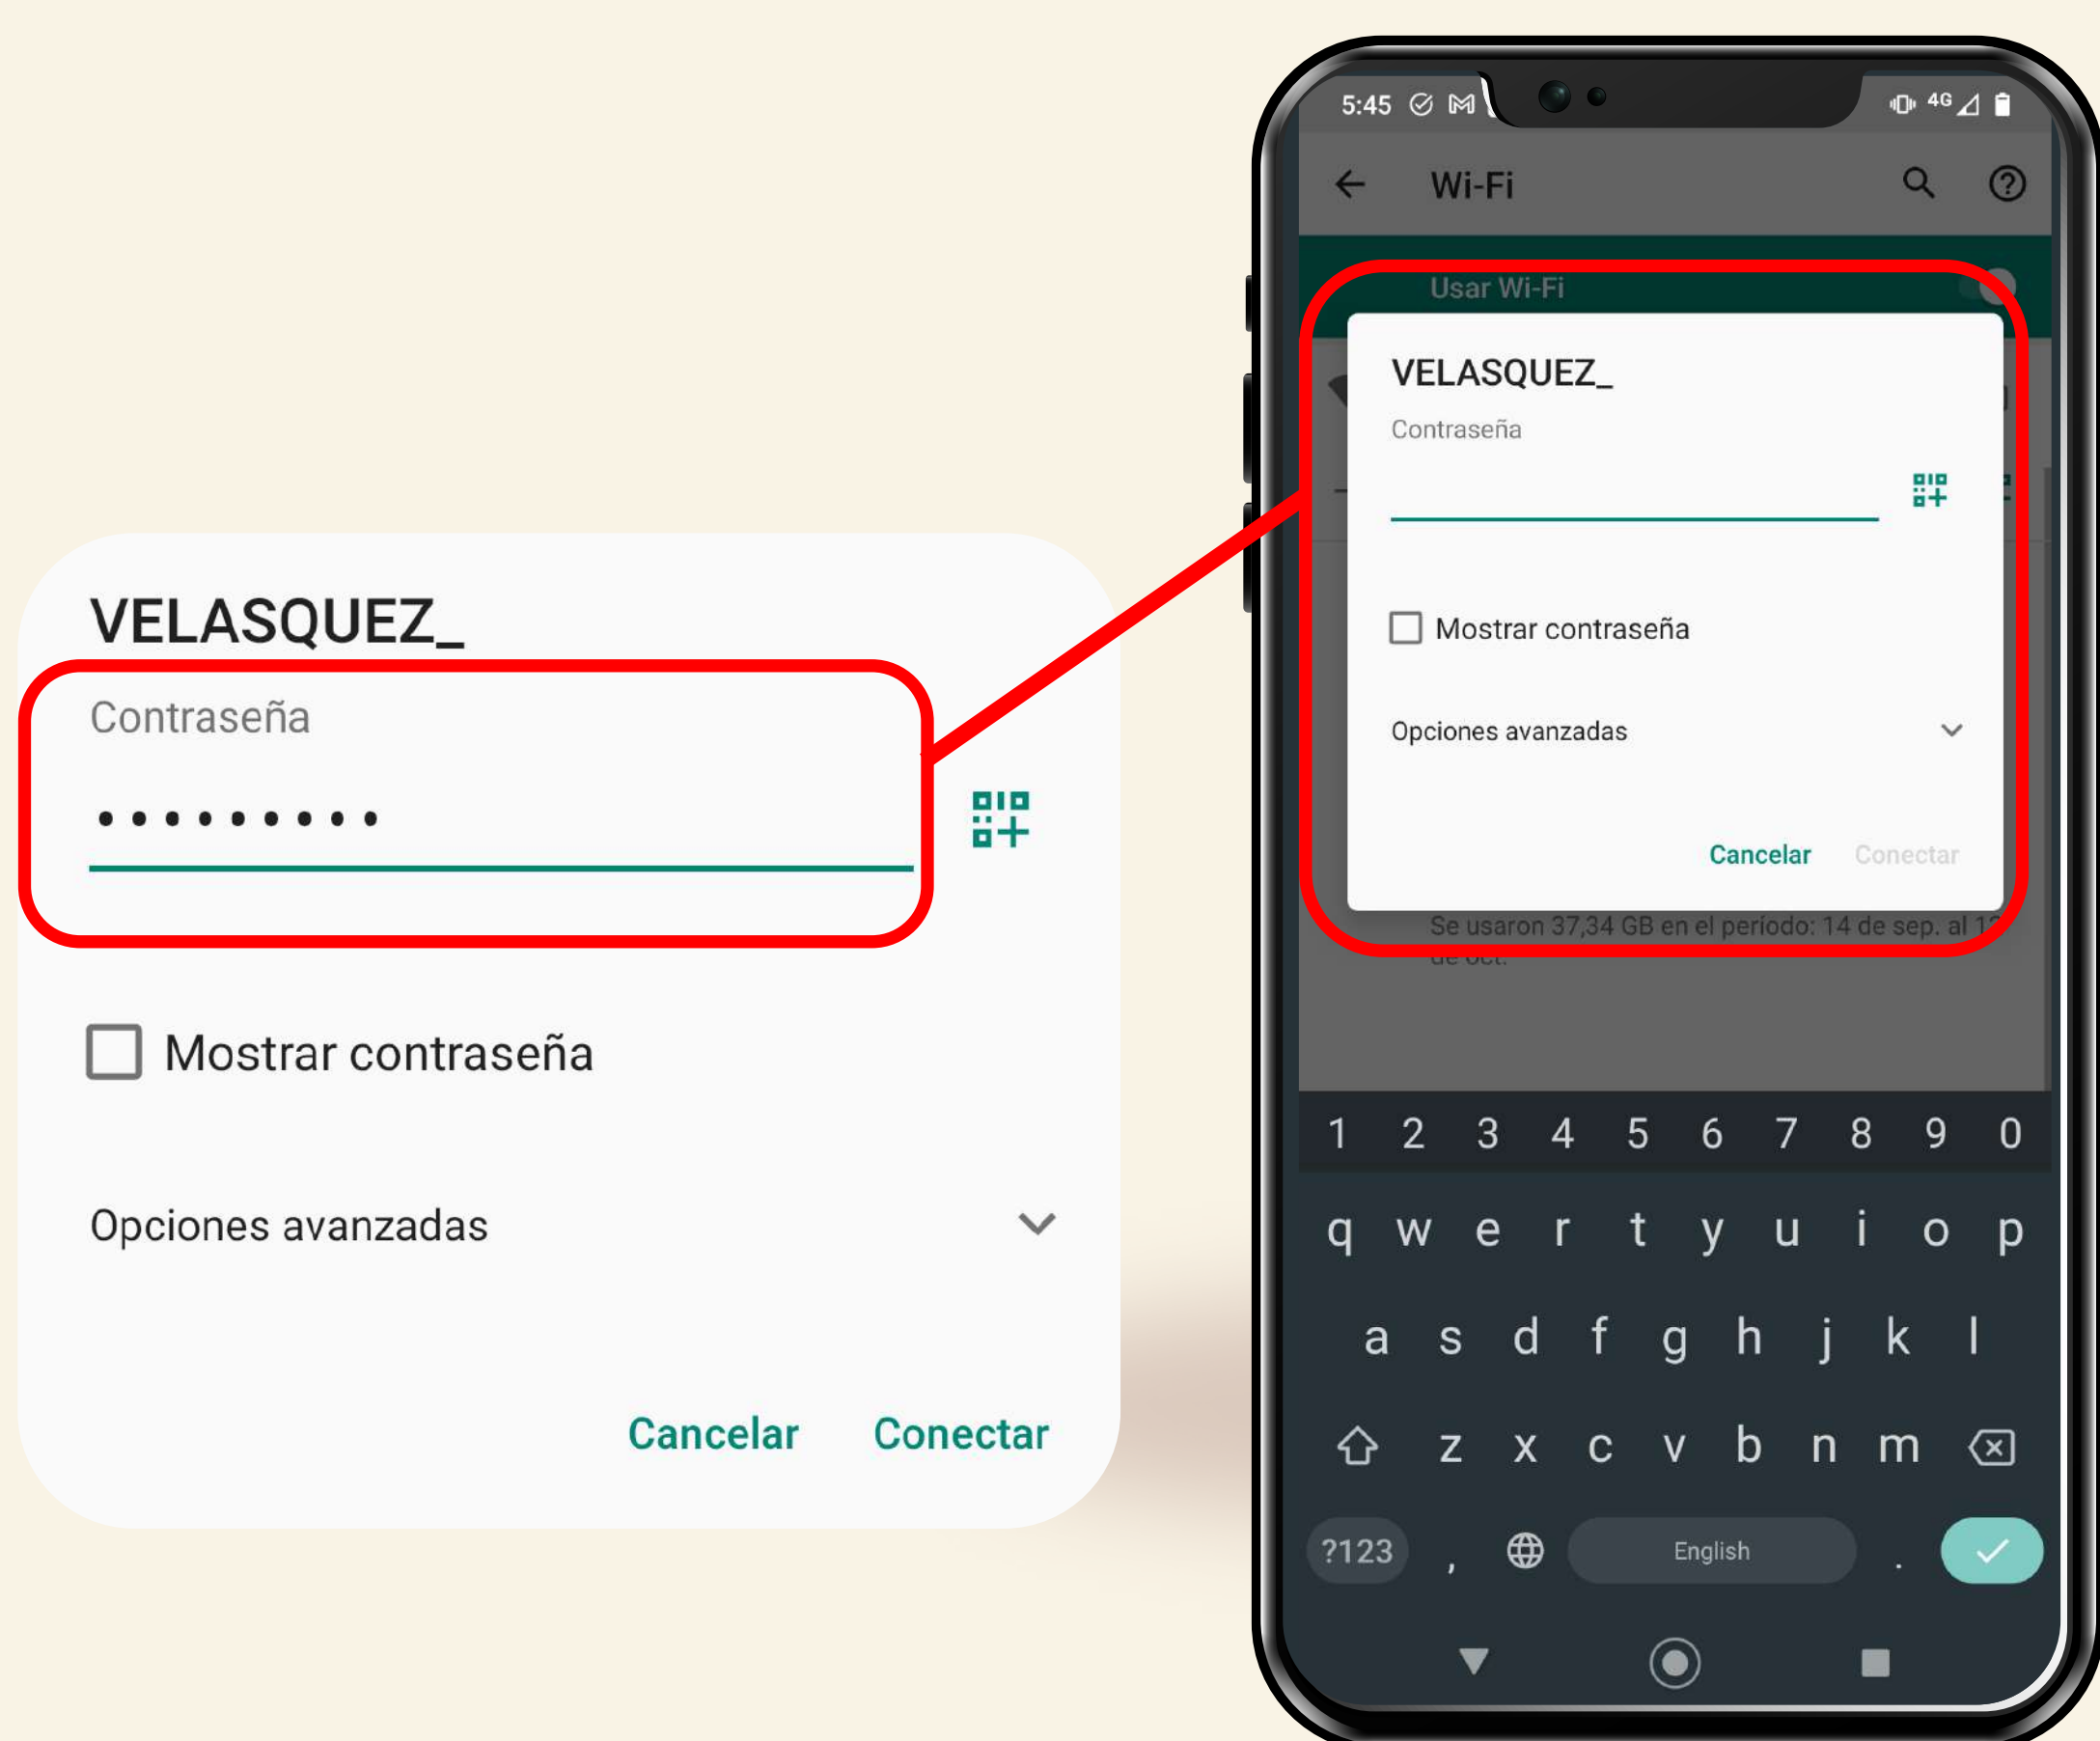 VELASQUEZ_
Contraseña
•••••••••
Mostrar contraseña
Opciones avanzadas
Cancelar Conectar
5:45 4G
Wi-Fi
Usar Wi-Fi
VELASQUEZ_
Contraseña
Mostrar contraseña
Opciones avanzadas
Cancelar Conectar
Se usaron 37,34 GB en el período: 14 de sep. al
de oct.
1 2 3 4 5 6 7 8 9 0
q w e r t y u i o p
a s d f g h j k l
z x c v b n m
?123 , English .